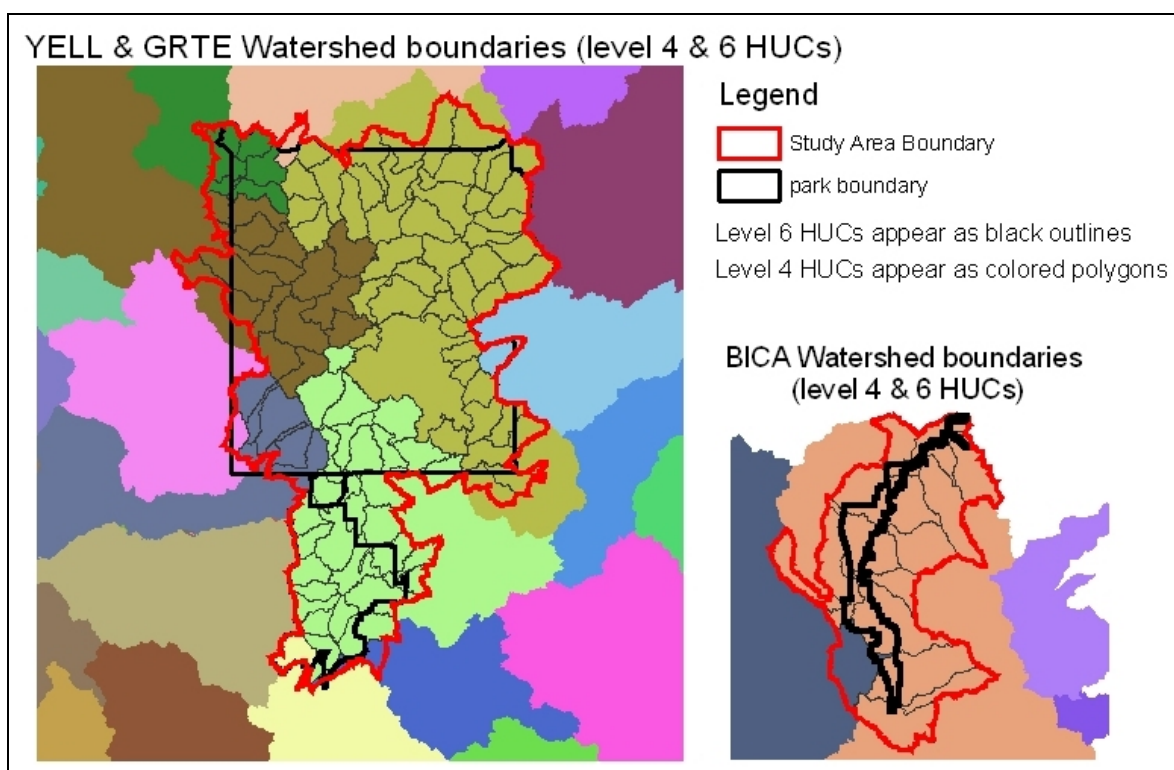 YELL & GRTE Watershed boundaries (level 4 & 6 HUCs)
Legend
Study Area Boundary
park boundary
Level 6 HUCs appear as black outlines
Level 4 HUCs appear as colored polygons
BICA Watershed boundaries
(level 4 & 6 HUCs)